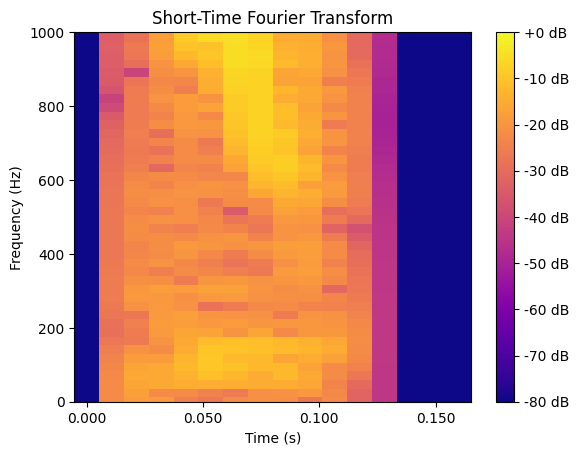 Short-Time Fourier Transform
Frequency (Hz)
1000
800
600
400
200
0
0.000
0.050
0.100
0.150
Time (s)
+0 dB
-10 dB
-20 dB
-30 dB
-40 dB
-50 dB
-60 dB
-70 dB
-80 dB